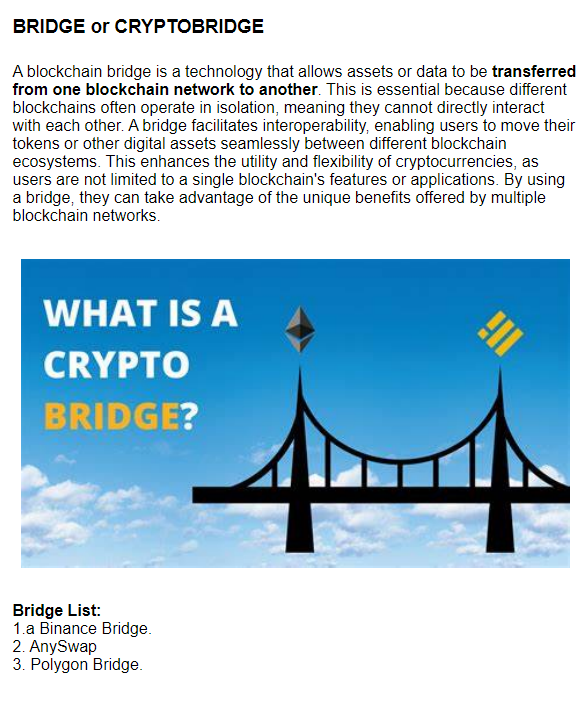 BRIDGE or CRYPTOBRIDGE
A blockchain bridge is a technology that allows assets or data to be transferred
from one blockchain network to another. This is essential because different
blockchains often operate in isolation, meaning they cannot directly interact
with each other. A bridge facilitates interoperability, enabling users to move their
tokens or other digital assets seamlessly between different blockchain
ecosystems. This enhances the utility and flexibility of cryptocurrencies, as
users are not limited to a single blockchain's features or applications. By using
a bridge, they can take advantage of the unique benefits offered by multiple
blockchain networks.
WHAT IS A
CRYPTO
BRIDGE?
Bridge List:
1.a Binance Bridge.
2. AnySwap
3. Polygon Bridge.